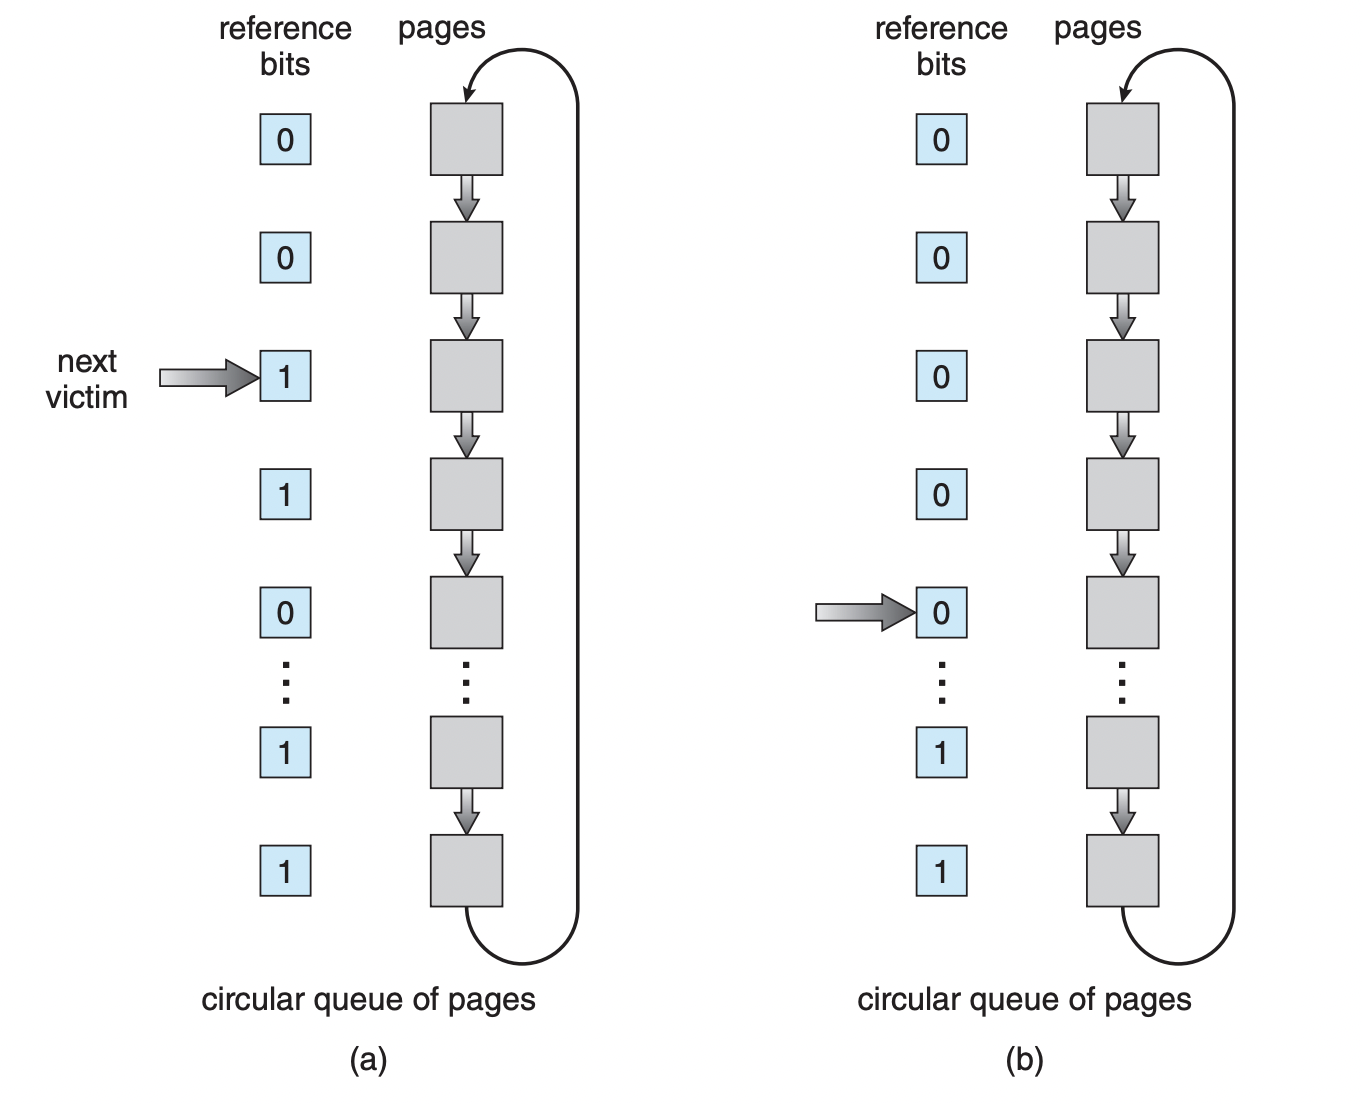 reference
bits
pages
0
0
next
victim
1
1
0
1
1
circular queue of pages
(a)
reference
bits
pages
0
0
0
0
0
1
1
circular queue of pages
(b)